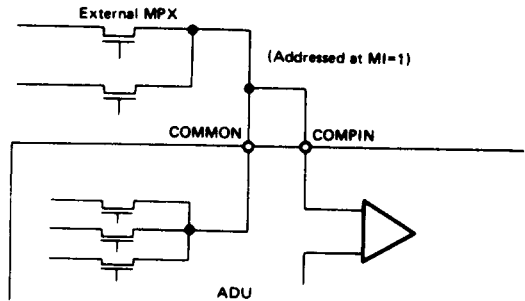 External MPX
(Addressed at MI=1)
COMMON
COMPIN
ADU